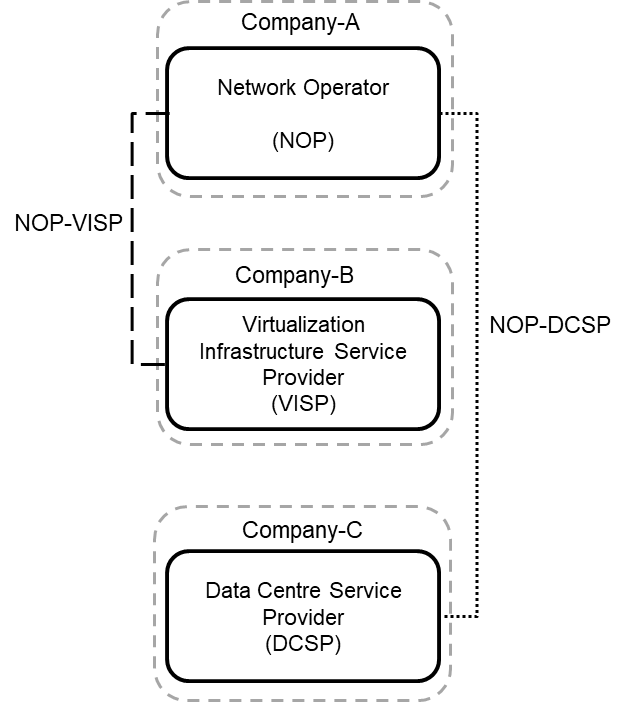 Company-A
Network Operator
(NOP)
NOP-VISP
Company-B
Virtualization
Infrastructure Service
Provider
(VISP)
NOP-DCSP
Company-C
Data Centre Service
Provider
(DCSP)